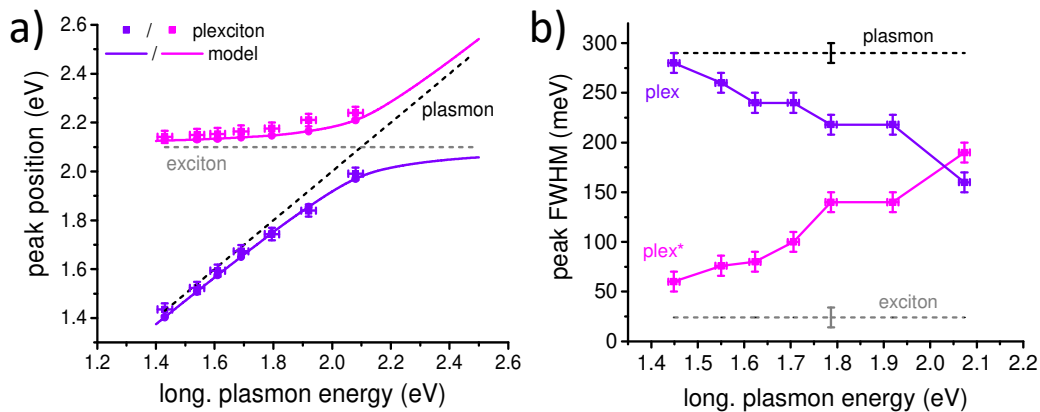 a)
/ plexciton
/ model
plasmon
exciton
peak position (eV)
2.6
2.4
2.2
2.0
1.8
1.6
1.4
1.2 1.4 1.6 1.8 2.0 2.2 2.4 2.6
long. plasmon energy (eV)
b)
plasmon
plex
plex*
exciton
peak FWHM (meV)
300
250
200
150
100
50
0
1.4 1.5 1.6 1.7 1.8 1.9 2.0 2.1 2.2
long. plasmon energy (eV)